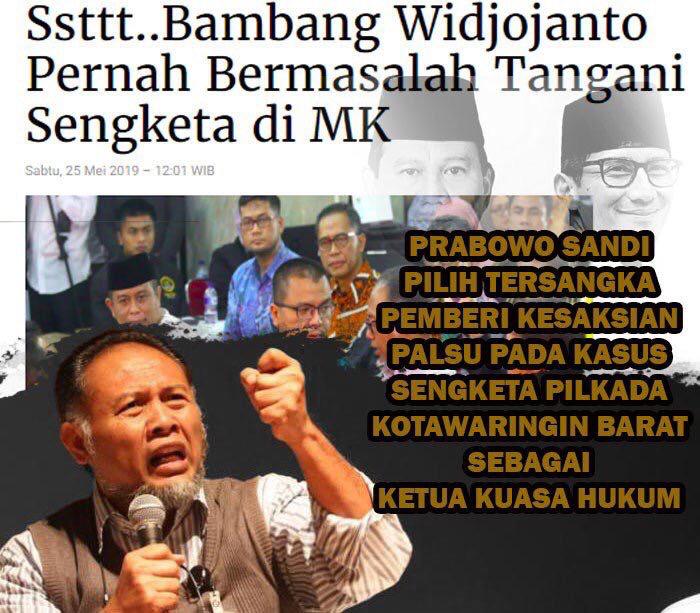 Ssttt..Bambang Widjojanto
Pernah Bermasalah Tangani
Sengketa di MK
Sabtu, 25 Mei 2019 – 12:01 WIB
PRABOWO SANDI
PILIH TERSANGKA
PEMBERI KESAKSIAN
PALSU PADA KASUS
SENGKETA PILKADA
KOTAWARINGIN BARAT
SEBAGAI
KETUA KUASA HUKUM